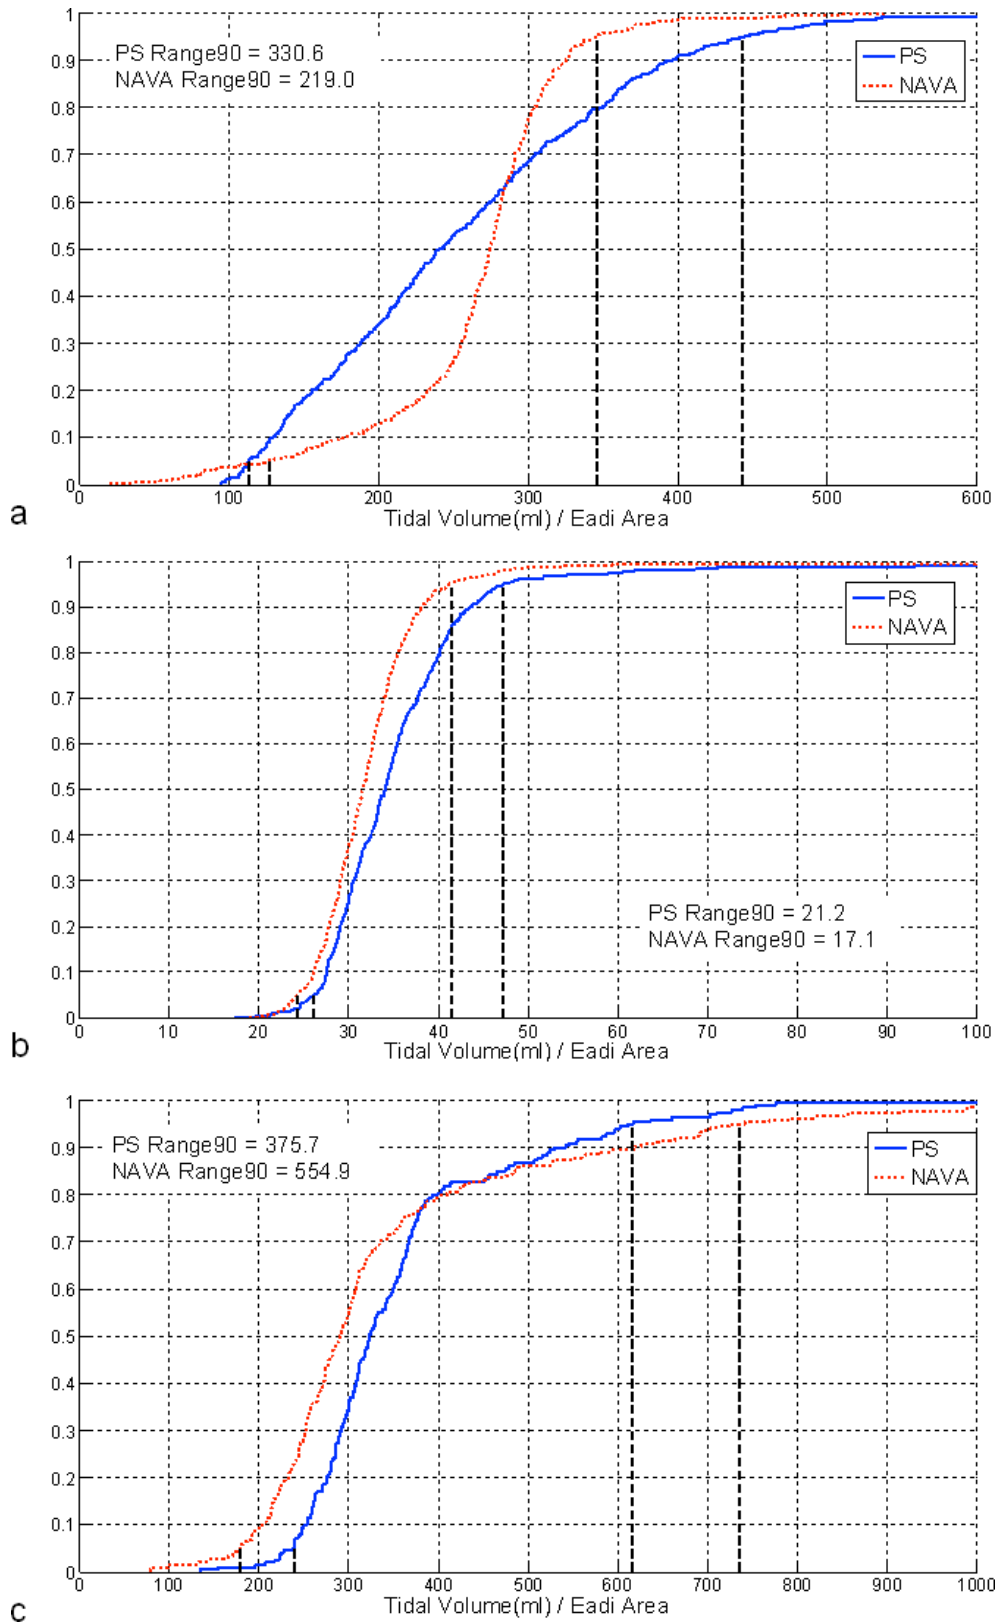 1
0.9
0.8
0.7
0.6
0.5
0.4
0.3
0.2
0.1
0
PS Range90 = 330.6
NAVA Range90 = 219.0
PS
NAVA
100 200 300 400 500 600
0
Tidal Volume(ml) / Eadi Area
a
1
0.9
0.8
0.7
0.6
0.5
0.4
0.3
0.2
0.1
0
PS
NAVA
PS Range90 = 21.2
NAVA Range90 = 17.1
0 10 20 30 40 50 60 70 80 90 100
Tidal Volume(ml) / Eadi Area
b
1
0.9
0.8
0.7
0.6
0.5
0.4
0.3
0.2
0.1
0
PS Range90 = 375.7
NAVA Range90 = 554.9
PS
NAVA
0 100 200 300 400 500 600 700 800 900 1000
Tidal Volume(ml) / Eadi Area
c